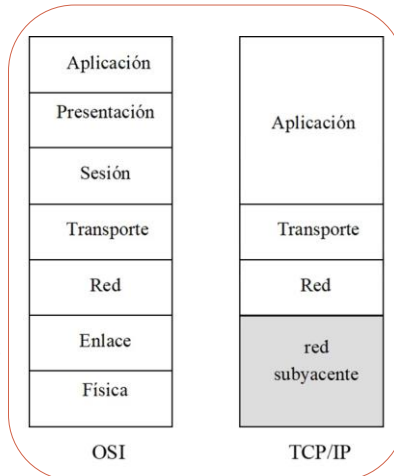 Aplicación
Presentación
Sesión
Transporte
Red
Enlace
Física
OSI
Aplicación
Transporte
Red
red
subyacente
TCP/IP